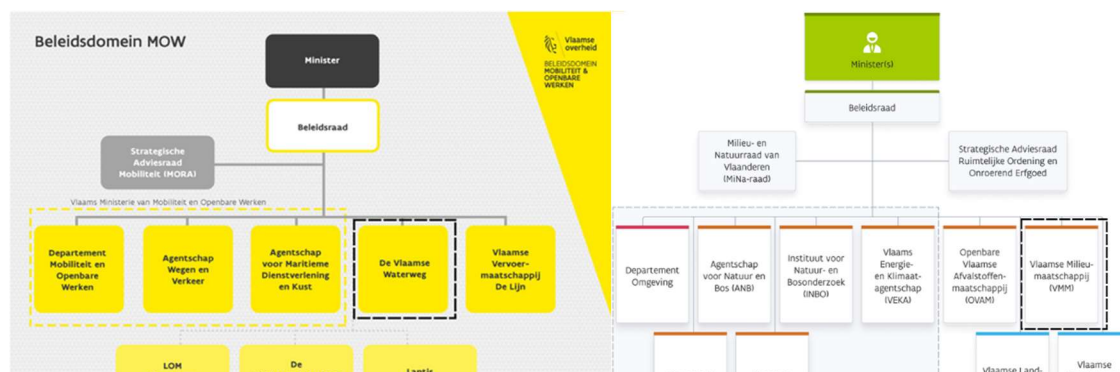 Beleidsdomein MOW
Vlaamse
overheid
BELEIDSDOMEIN
MOBILITEIT &
OPENBARE
WERKEN
Minister
Beleidsraad
Strategische
Adviesraad
Mobiliteit (MORA)
Vlaams Ministerie van Mobiliteit en Openbare Werken
Departement
Mobiliteit en
Openbare
Werken
Agentschap
Wegen en
Verkeer
Agentschap
voor Maritieme
Dienstverlening
en Kust
De Vlaamse
Waterweg
Vlaamse
Vervoer-
maatschappij
De Lijn
LOM
De
Lantis
Minister(s)
Beleidsraad
Milieu- en
Natuurraad van
Vlaanderen
(MiNa-raad)
Strategische Adviesraad
Ruimtelijke Ordening en
Onroerend Erfgoed
Departement
Omgeving
Agentschap
voor Natuur en
Bos (ANB)
Instituut voor
Natuur- en
Bosonderzoek
(INBO)
Vlaams
Energie-
en Klimaat-
agentschap
(VEKA)
Openbare
Vlaamse
Afvalstoffen-
maatschappij
(OVAM)
Vlaamse Milieu-
maatschappij
(VMM)
Vlaamse Land-
Vlaamse